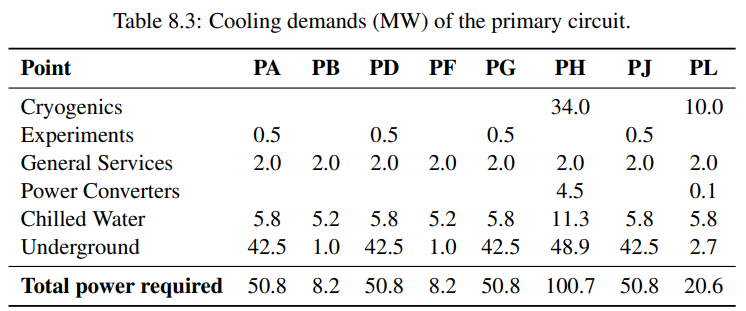 Table 8.3: Cooling demands (MW) of the primary circuit.
Point PA PB PD PF PG PH PJ PL
Cryogenics 34.0 10.0
Experiments 0.5 0.5 0.5 0.5
General Services 2.0 2.0 2.0 2.0 2.0 2.0 2.0 2.0
Power Converters 4.5 0.1
Chilled Water 5.8 5.2 5.8 5.2 5.8 11.3 5.8 5.8
Underground 42.5 1.0 42.5 1.0 42.5 48.9 42.5 2.7
Total power required 50.8 8.2 50.8 8.2 50.8 100.7 50.8 20.6